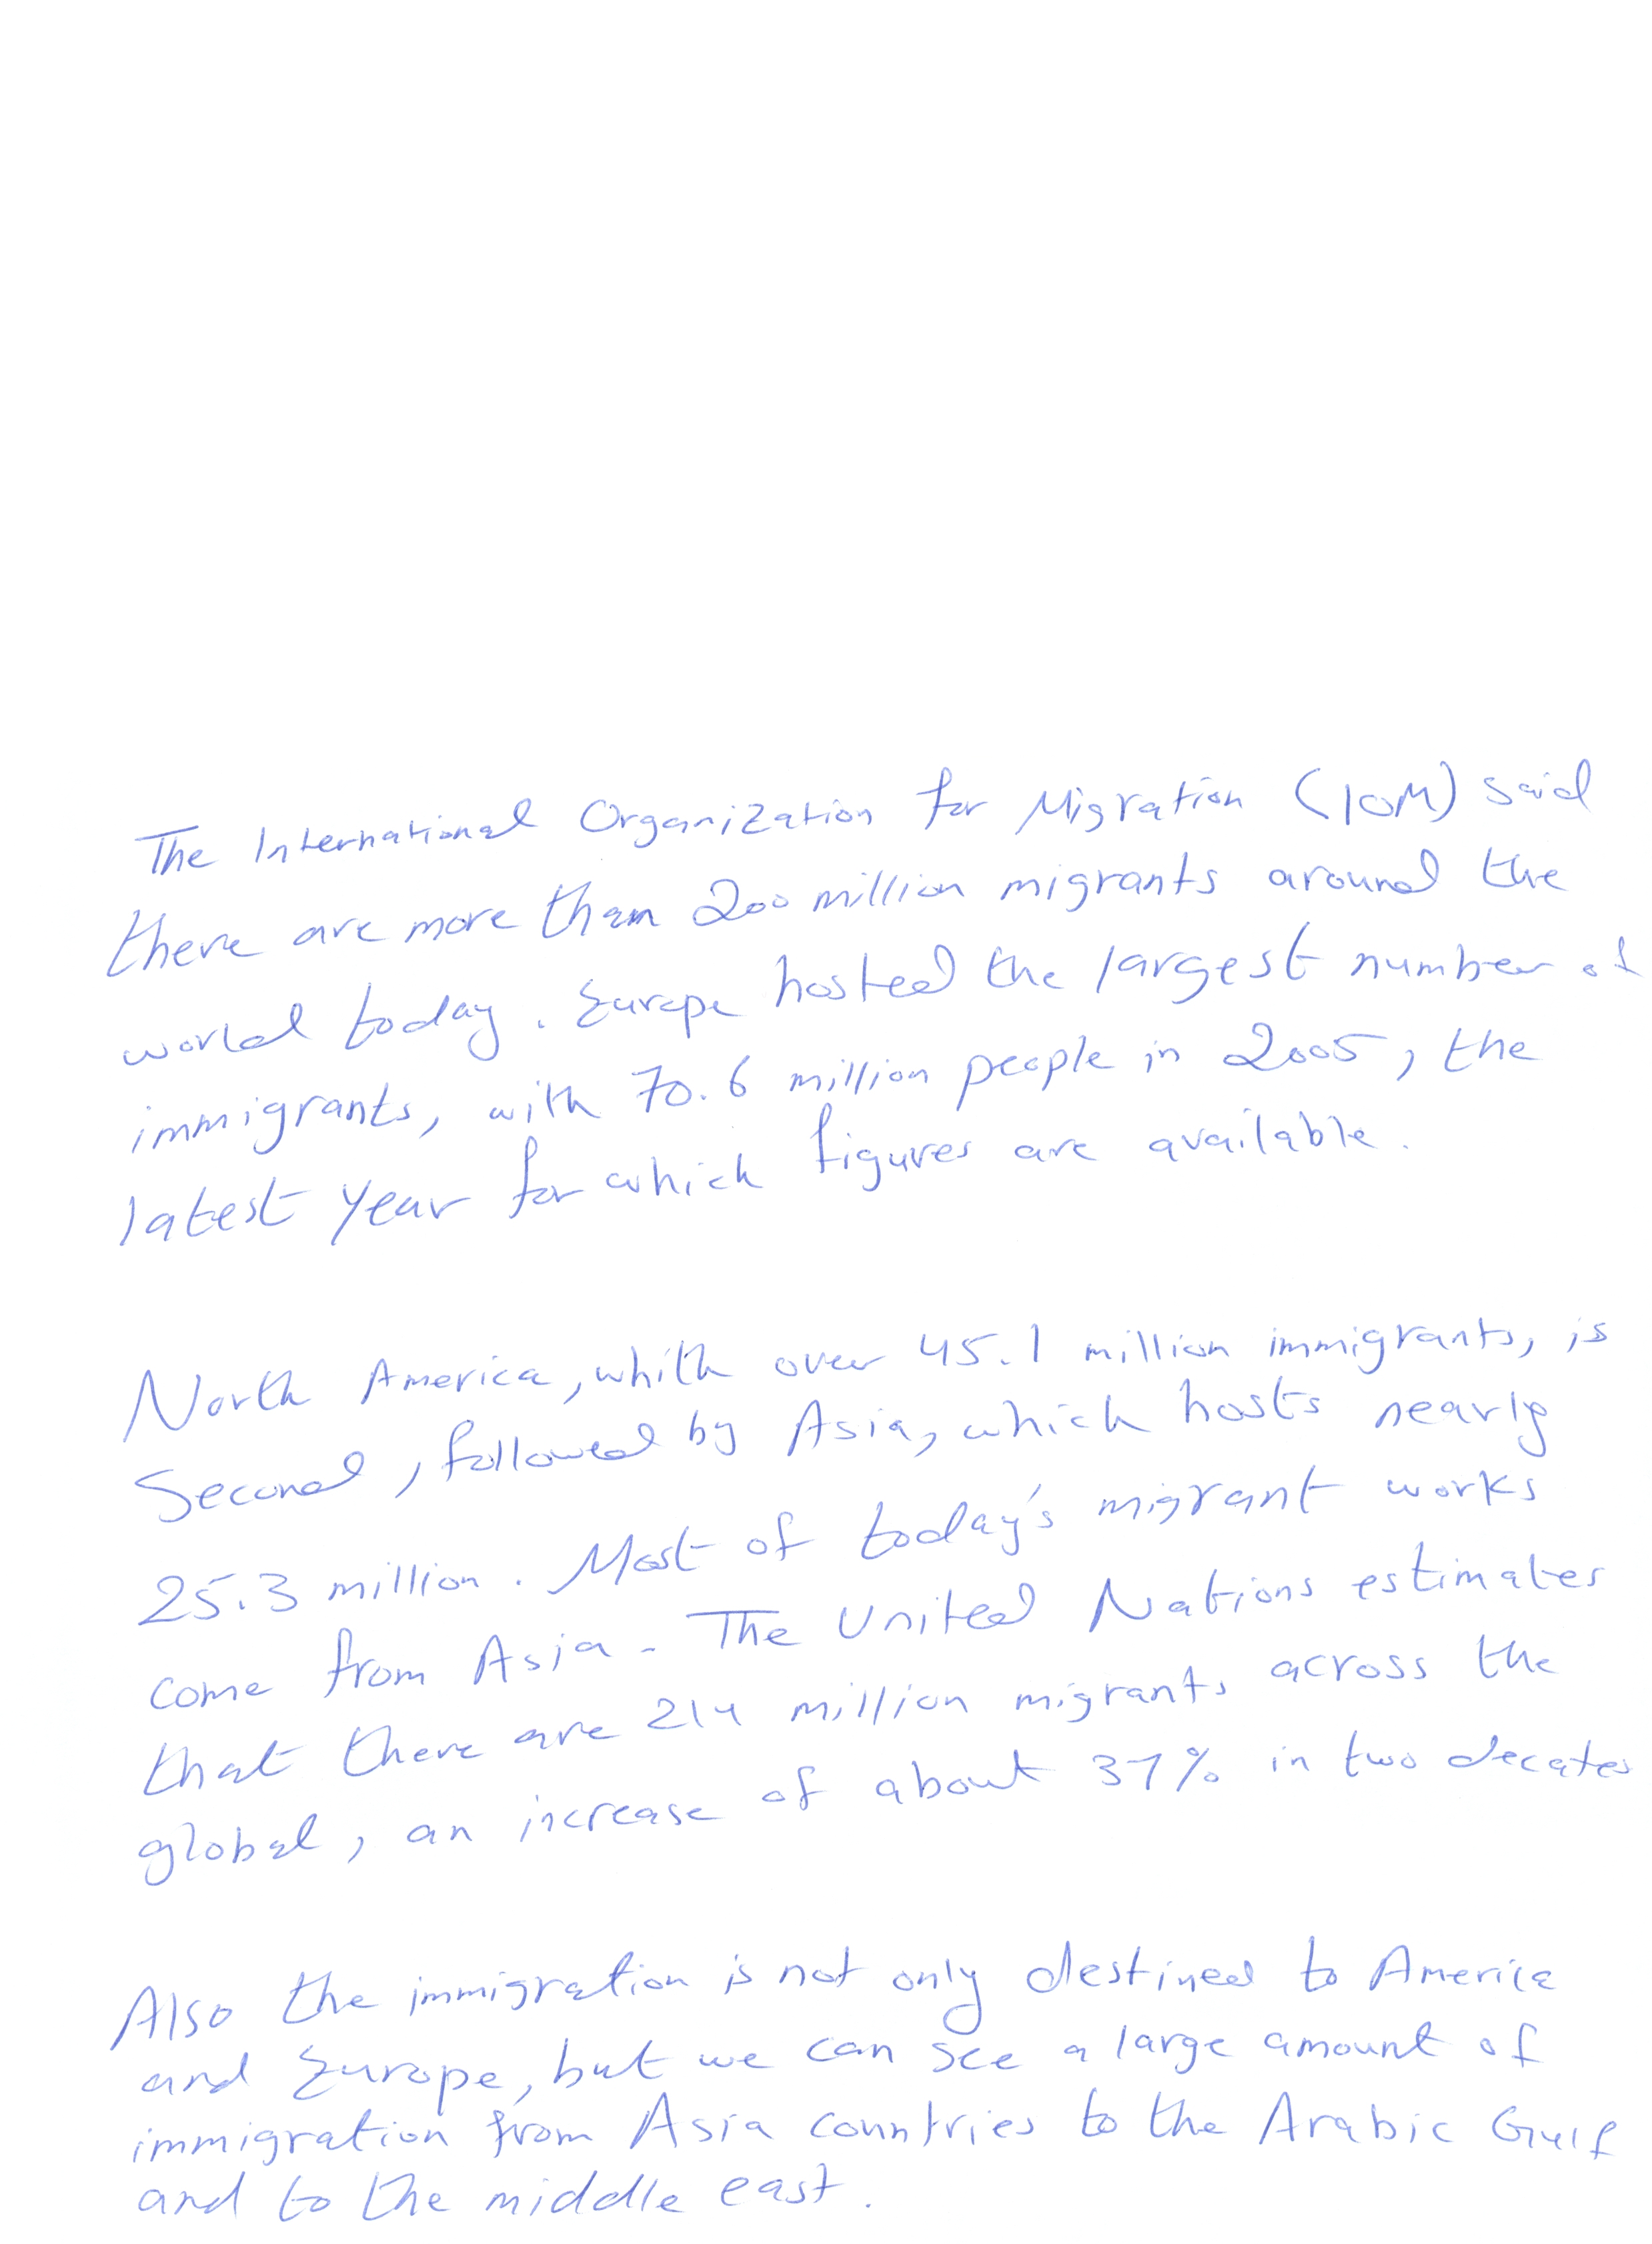 The International Organization for Migration (IOM) said
there are more than 200 million migrants around the
world today. Europe hosted the largest number of
immigrants, with 70.6 million people in 2005, the
latest year for which figures are available.
North America, whith over 45.1 million immigrants, is
Second, followed by Asia, which hosts nearly
25.3 million. Most of today's migrant works
come from Asia. The United Nations estimates
that there are 214 million migrants across the
global, an increase of about 37% in two decates
Also the immigration is not only destined to America
and Europe, but we can see a large amount of
immigration from Asia countries to the Arabic Gulf
and to the middle east.